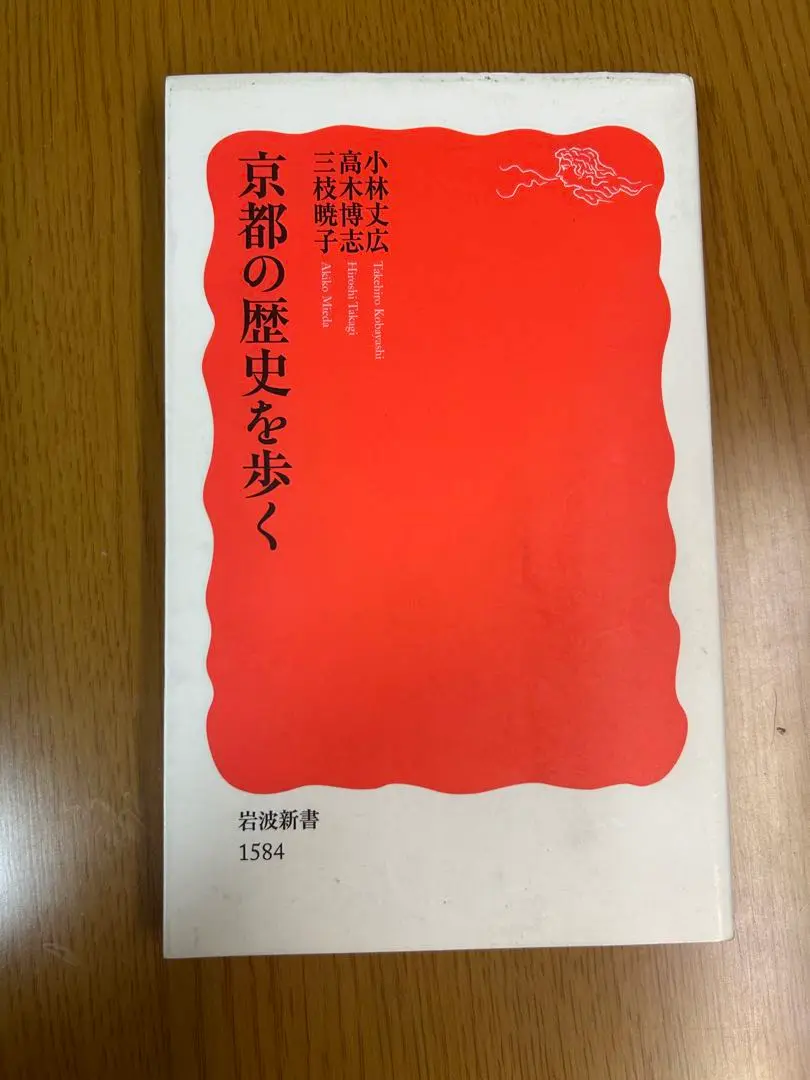 小林丈広 Takehiro Kobayashi
高木博志 Hiroshi Takagi
三枝暁子 Akiko Mieda
京都の歴史を歩く
岩波新書
1584